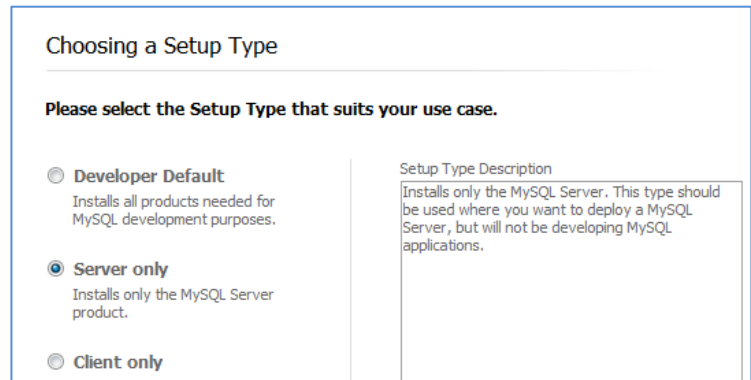 Choosing a Setup Type
Please select the Setup Type that suits your use case.
Developer Default
Installs all products needed for
MySQL development purposes.
Server only
Installs only the MySQL Server
product.
Client only
Setup Type Description
Installs only the MySQL Server. This type should
be used where you want to deploy a MySQL
Server, but will not be developing MySQL
applications.